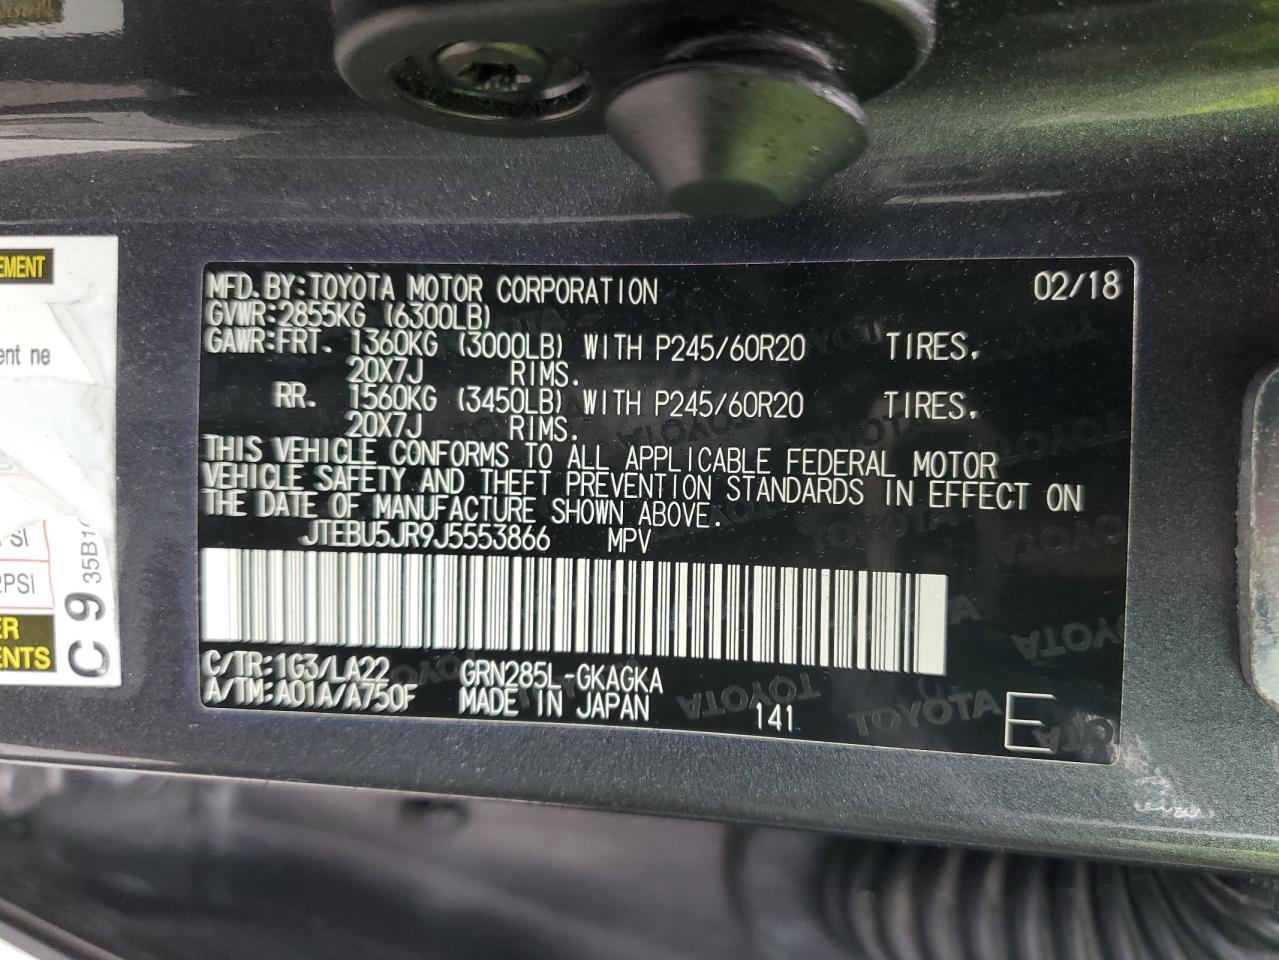 MFD.BY:TOYOTA MOTOR CORPORATION 02/18
GVWR:2855KG (6300LB)
GAWR:FRT. 1360KG (3000LB) WITH P245/60R20 TIRES,
20X7J RIMS.
RR. 1560KG (3450LB) WITH P245/60R20 TIRES,
20X7J RIMS.
THIS VEHICLE CONFORMS TO ALL APPLICABLE FEDERAL MOTOR
VEHICLE SAFETY AND THEFT PREVENTION STANDARDS IN EFFECT ON
THE DATE OF MANUFACTURE SHOWN ABOVE.
JTEBU5JR9J5553866 MPV
C/TR:1G3/LA22 GRN285L-GKAGKA
A/TM:A01A/A750F MADE IN JAPAN 141 E
TOYOTA
EMENT
ent ne
PSI
2PSI
ER
ENTS
C 9